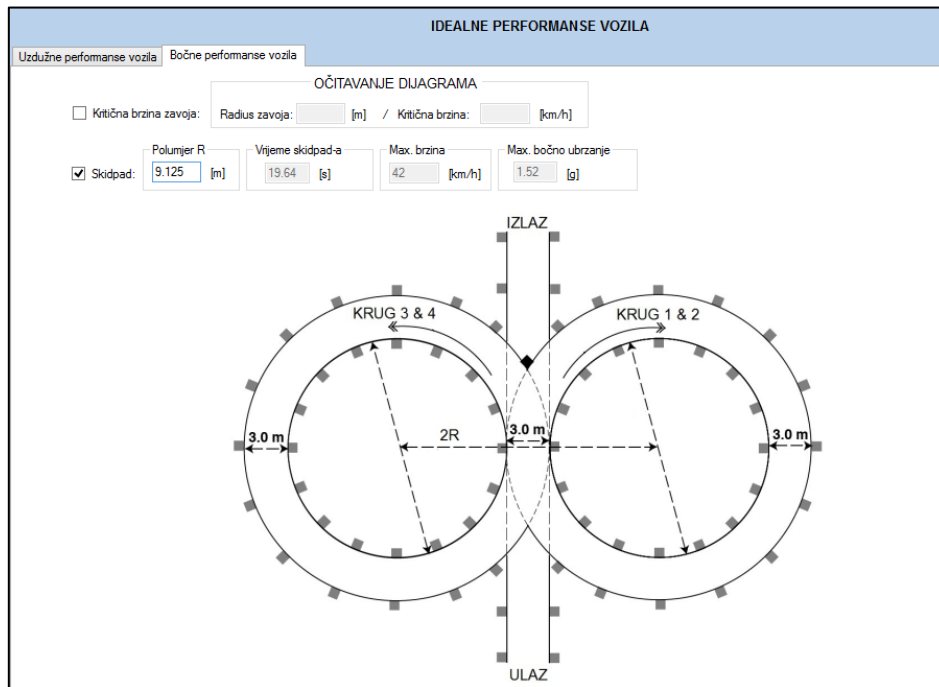 IDEALNE PERFORMANSE VOZILA
Uzdužne performanse vozila Bočne performanse vozila
OČITAVANJE DIJAGRAMA
Kritična brzina zavoja: Radius zavoja: [m] / Kritična brzina: [km/h]
Polumjer R Vrijeme skidpad-a Max. brzina Max. bočno ubrzanje
Skidpad: 9.125 [m] 19.64 [s] 42 [km/h] 1.52 [g]
IZLAZ
KRUG 3 & 4 KRUG 1 & 2
3.0 m 2R 3.0 m 3.0 m
ULAZ